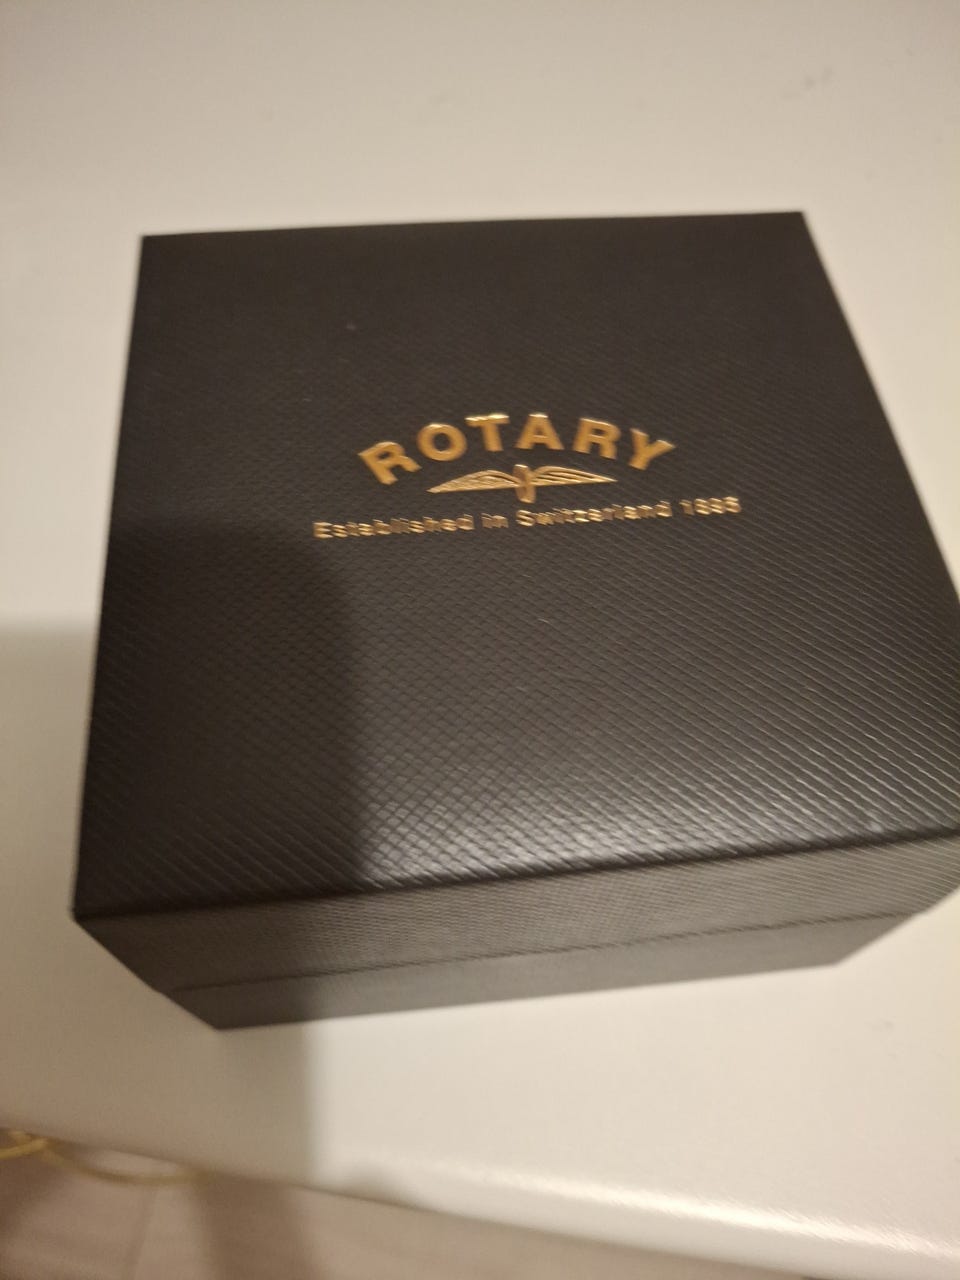 ROTARY
Established in Switzerland 1895